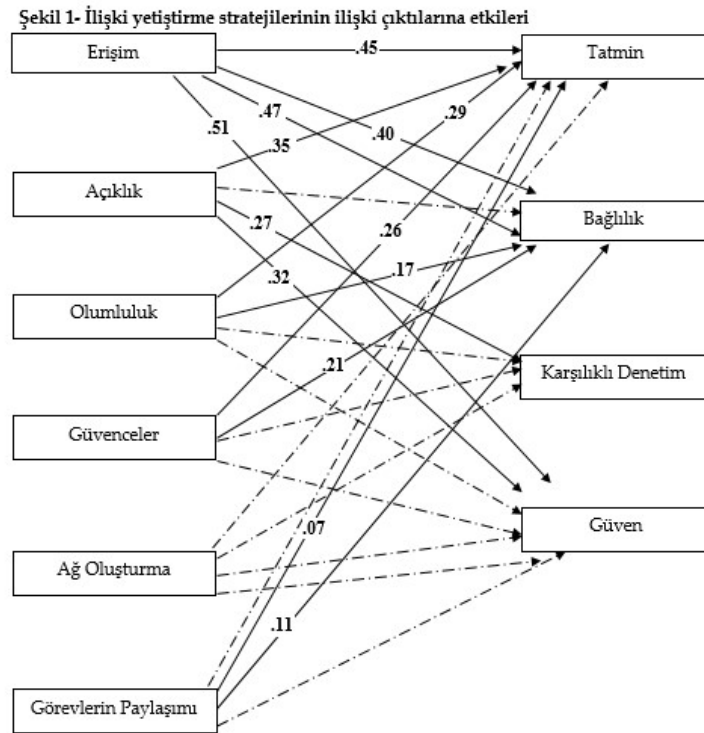 Şekil 1- İlişki yetiştirme stratejilerinin ilişki çıktılarına etkileri
Erişim
.45
Tatmin
.47
.40
.29
.51
.35
Açıklık
.27
.26
Bağlılık
.32
.17
Olumluluk
.21
Karşılıklı Denetim
Güvenceler
.07
Güven
Ağ Oluşturma
.11
Görevlerin Paylaşımı